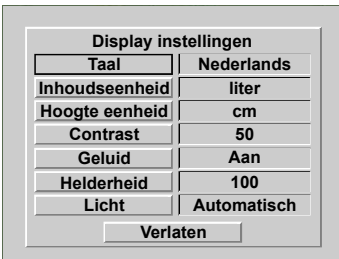 Display instellingen
Taal Nederlands
Inhoudseenheid liter
Hoogte eenheid cm
Contrast 50
Geluid Aan
Helderheid 100
Licht Automatisch
Verlaten